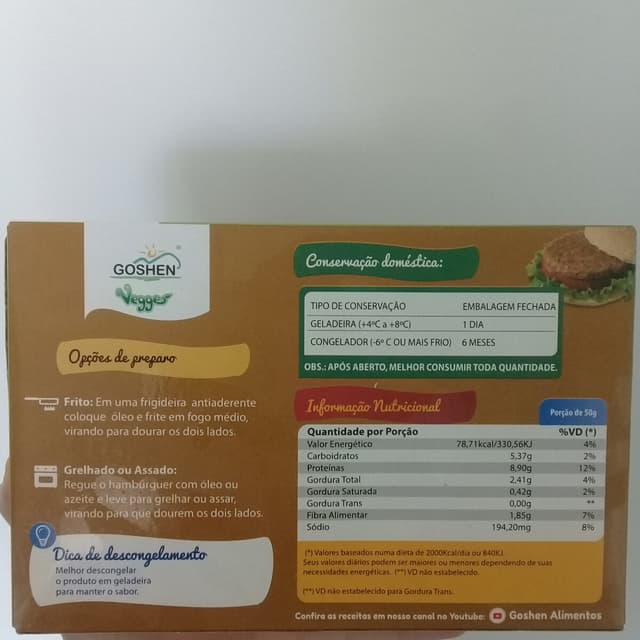 GOSHEN
Vegges
Opções de preparo
Frito: Em uma frigideira antiaderente
coloque óleo e frite em fogo médio,
virando para dourar os dois lados.
Grelhado ou Assado:
Regue o hambúrguer com óleo ou
azeite e leve para grelhar ou assar,
virando para que dourem os dois lados.
Dica de descongelamento
Melhor descongelar
o produto em geladeira
para manter o sabor.
Conservação doméstica:
TIPO DE CONSERVAÇÃO EMBALAGEM FECHADA
GELADEIRA (+4ºC a +8ºC) 1 DIA
CONGELADOR (-6º C OU MAIS FRIO) 6 MESES
OBS.: APÓS ABERTO, MELHOR CONSUMIR TODA QUANTIDADE.
Informação Nutricional
Porção de 50g
Quantidade por Porção %VD (*)
Valor Energético 78,71kcal/330,56KJ 4%
Carboidratos 5,37g 2%
Proteínas 8,90g 12%
Gordura Total 2,41g 4%
Gordura Saturada 0,42g 2%
Gordura Trans 0,00g **
Fibra Alimentar 1,85g 7%
Sódio 194,20mg 8%
(*) Valores baseados numa dieta de 2000Kcal/dia ou 840KJ.
Seus valores diários podem ser maiores ou menores dependendo de suas
necessidades energéticas. (**) VD não estabelecido.
(**) VD não estabelecido para Gordura Trans.
Confira as receitas em nosso canal no Youtube: Goshen Alimentos